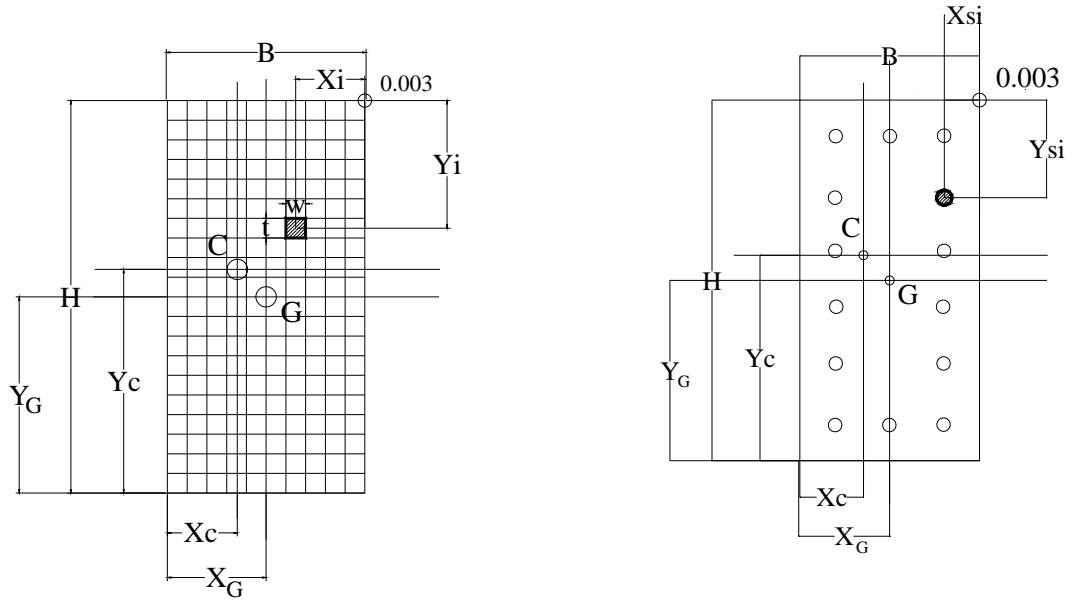 B
Xi
0.003
Yi
w
t
C
H
G
Yc
Y_G
Xc
X_G
Xsi
B
0.003
Ysi
C
H
G
Yc
Y_G
Xc
X_G